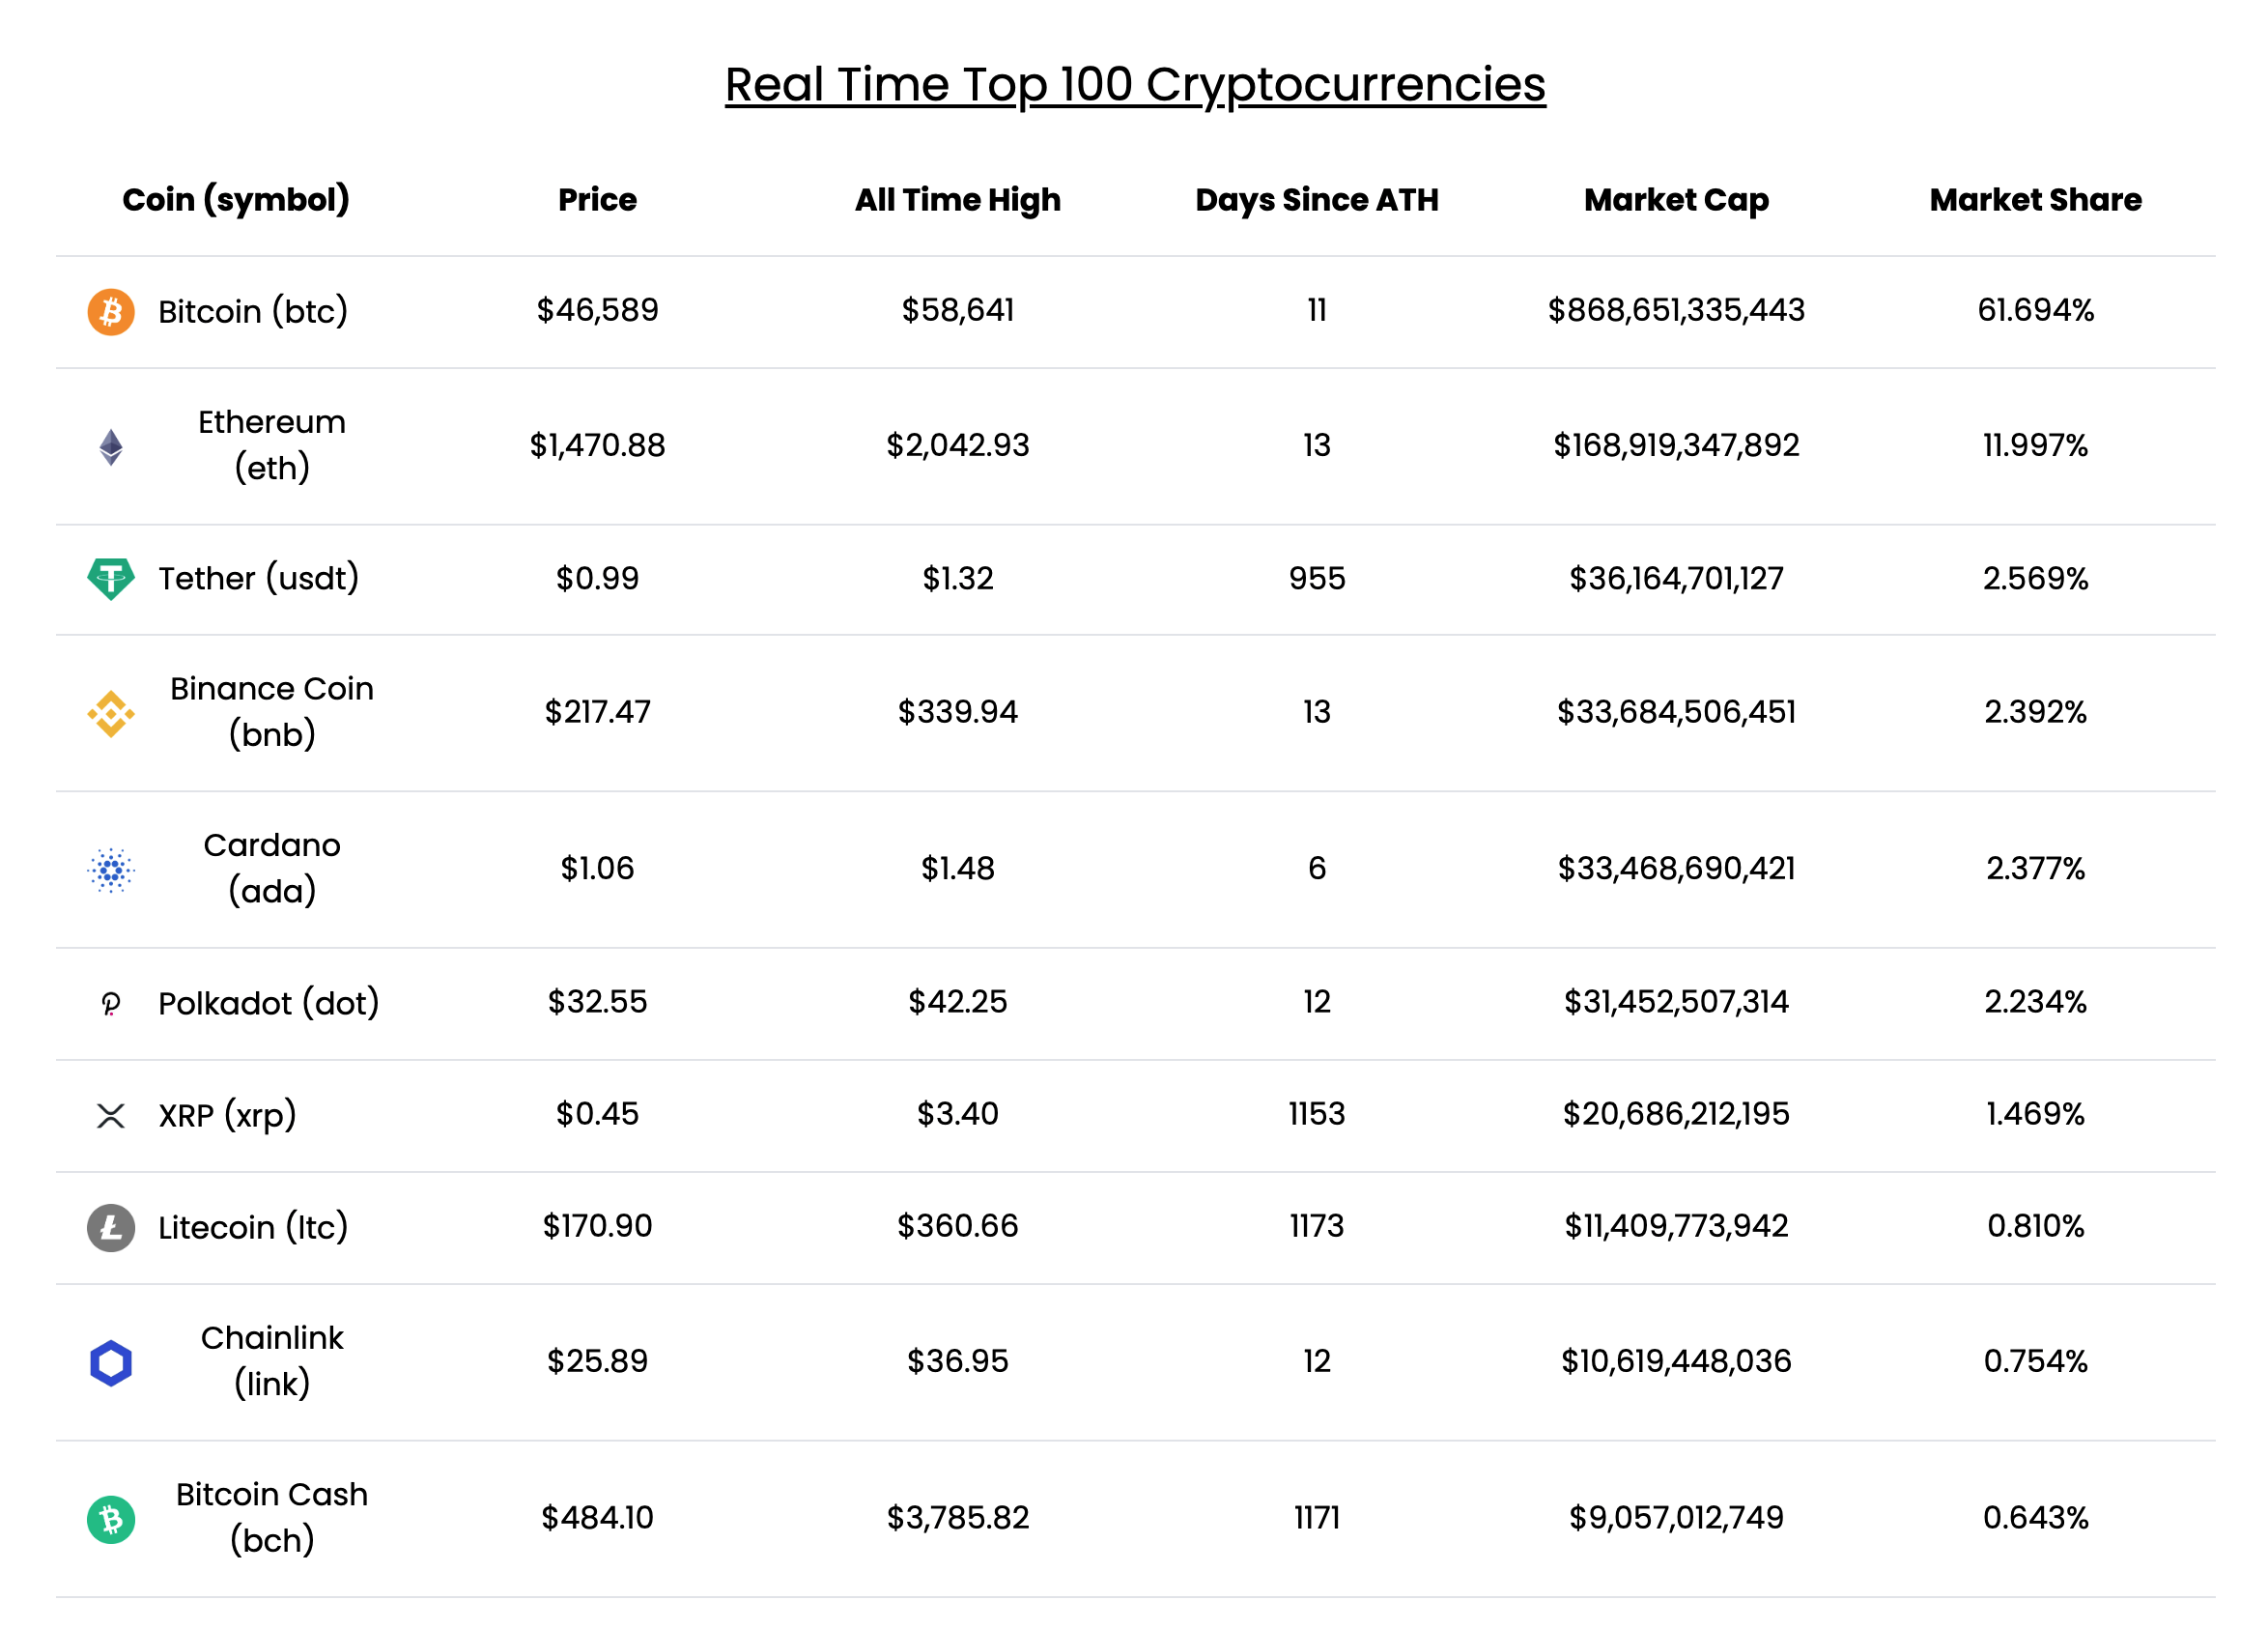 Real Time Top 100 Cryptocurrencies
Coin (symbol) Price All Time High Days Since ATH Market Cap Market Share
Bitcoin (btc) $46,589 $58,641 11 $868,651,335,443 61.694%
Ethereum
(eth) $1,470.88 $2,042.93 13 $168,919,347,892 11.997%
Tether (usdt) $0.99 $1.32 955 $36,164,701,127 2.569%
Binance Coin
(bnb) $217.47 $339.94 13 $33,684,506,451 2.392%
Cardano
(ada) $1.06 $1.48 6 $33,468,690,421 2.377%
Polkadot (dot) $32.55 $42.25 12 $31,452,507,314 2.234%
XRP (xrp) $0.45 $3.40 1153 $20,686,212,195 1.469%
Litecoin (ltc) $170.90 $360.66 1173 $11,409,773,942 0.810%
Chainlink
(link) $25.89 $36.95 12 $10,619,448,036 0.754%
Bitcoin Cash
(bch) $484.10 $3,785.82 1171 $9,057,012,749 0.643%